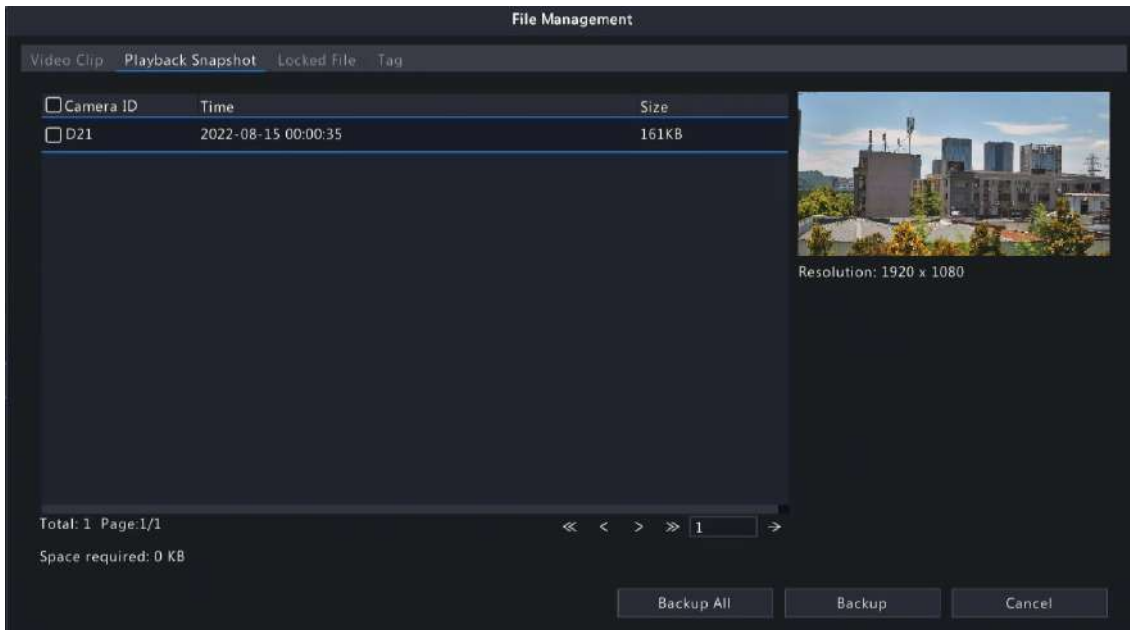 File Management
Video Clip Playback Snapshot Locked File Tag
Camera ID Time Size
D21 2022-08-15 00:00:35 161KB
Resolution: 1920 x 1080
Total: 1 Page:1/1
≪ < > ≫ 1 →
Space required: 0 KB
Backup All Backup Cancel